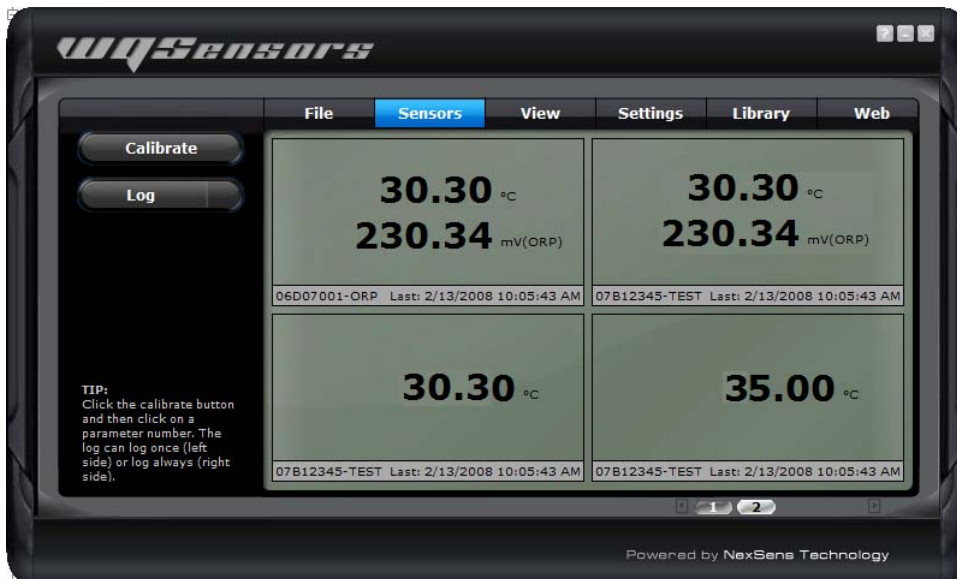 wqSensors
? _ x
File Sensors View Settings Library Web
Calibrate
Log
30.30 °C
230.34 mV(ORP)
06D07001-ORP Last: 2/13/2008 10:05:43 AM
30.30 °C
230.34 mV(ORP)
07B12345-TEST Last: 2/13/2008 10:05:43 AM
30.30 °C
07B12345-TEST Last: 2/13/2008 10:05:43 AM
35.00 °C
07B12345-TEST Last: 2/13/2008 10:05:43 AM
TIP:
Click the calibrate button
and then click on a
parameter number. The
log can log once (left
side) or log always (right
side).
1 2
Powered by NexSens Technology